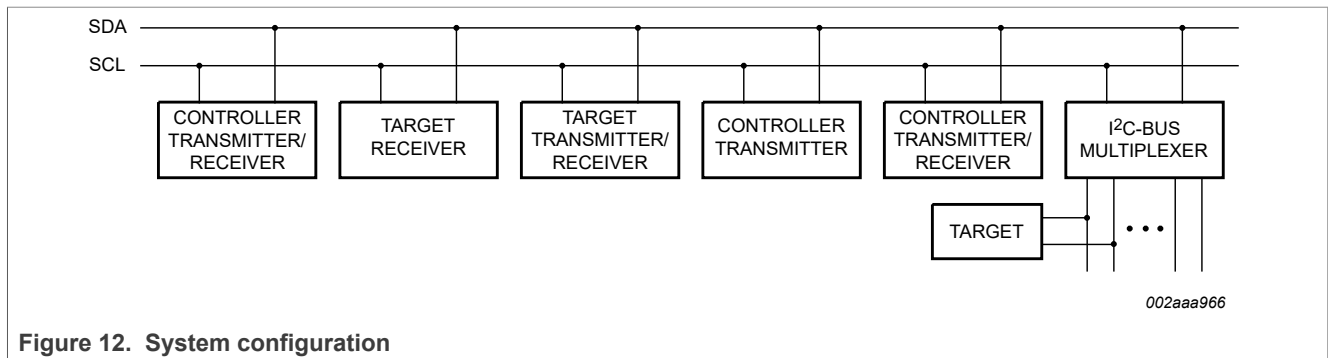 SDA
SCL
CONTROLLER
TRANSMITTER/
RECEIVER
TARGET
RECEIVER
TARGET
TRANSMITTER/
RECEIVER
CONTROLLER
TRANSMITTER
CONTROLLER
TRANSMITTER/
RECEIVER
I²C-BUS
MULTIPLEXER
TARGET
002aaa966
Figure 12. System configuration